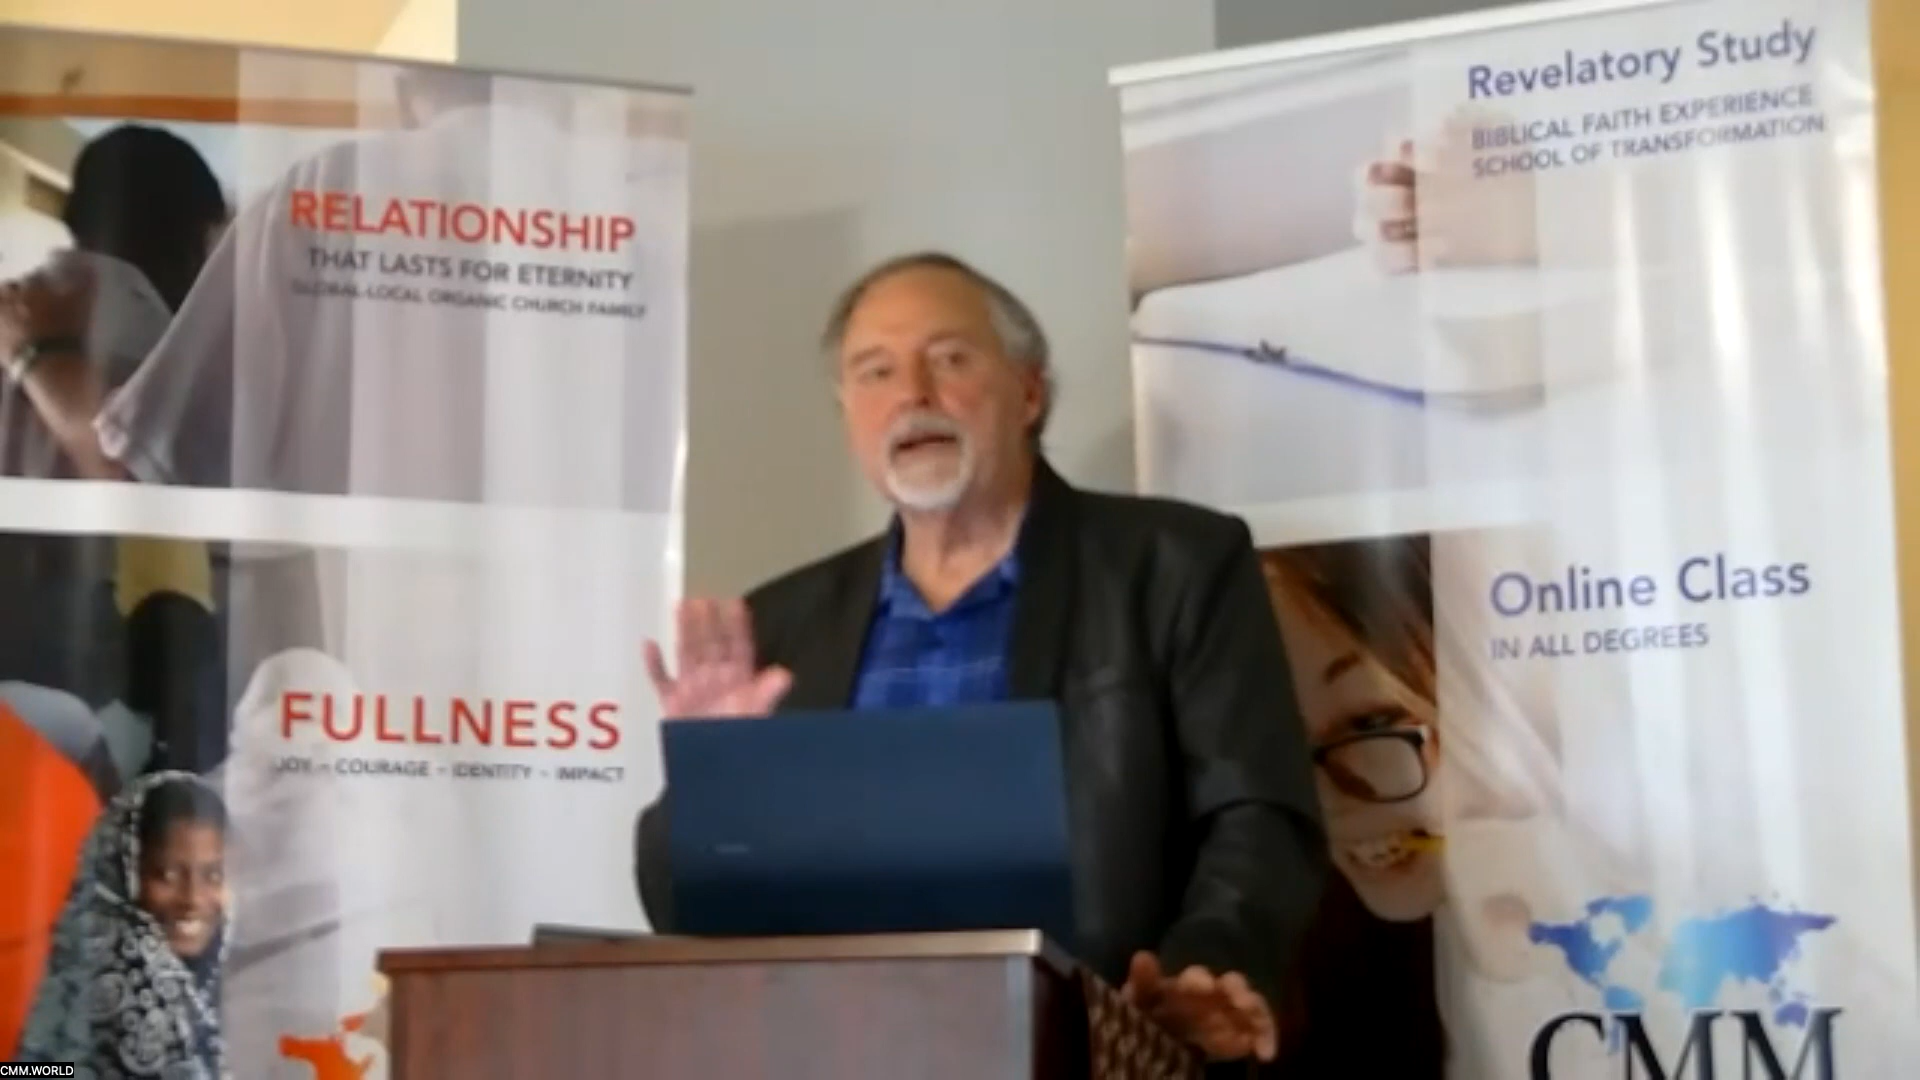 RELATIONSHIP
THAT LASTS FOR ETERNITY
GLOBAL-LOCAL ORGANIC CHURCH FAMILY
FULLNESS
JOY - COURAGE - IDENTITY - IMPACT
Revelatory Study
BIBLICAL FAITH EXPERIENCE
SCHOOL OF TRANSFORMATION
Online Class
IN ALL DEGREES
CMM
CMM.WORLD